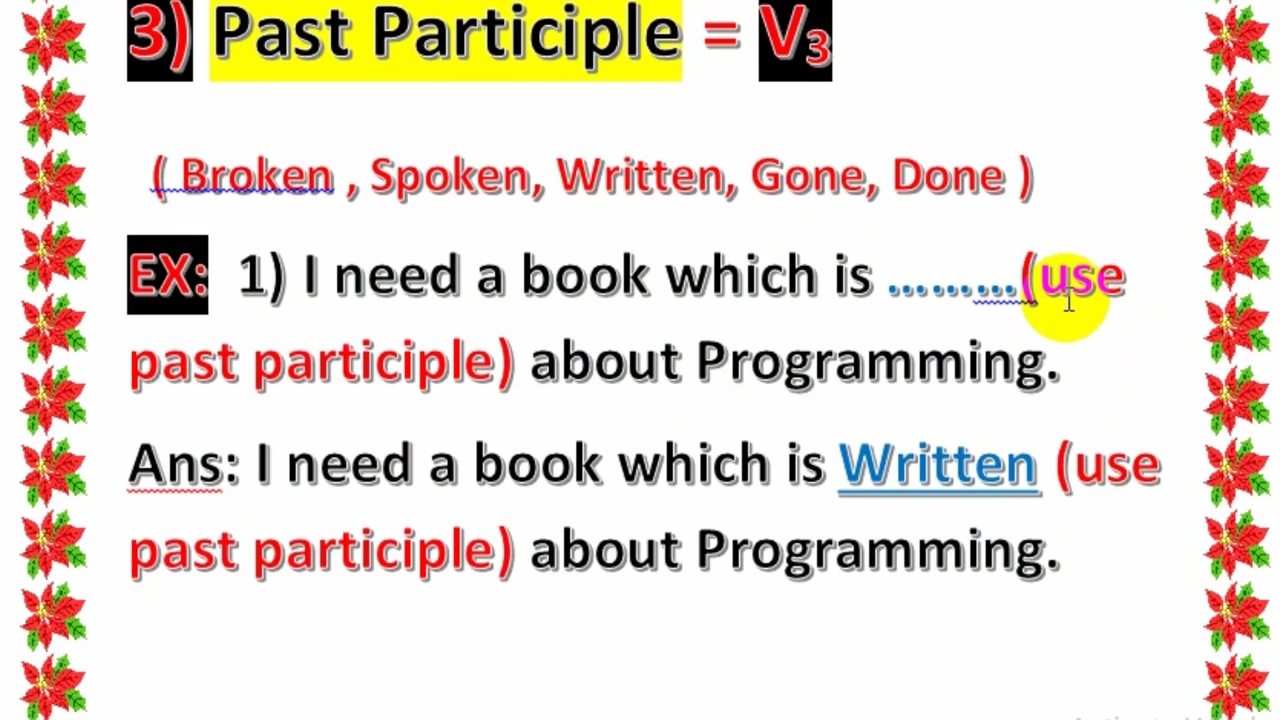 3) Past Participle = V3
( Broken , Spoken, Written, Gone, Done )
EX: 1) I need a book which is ………(use
past participle) about Programming.
Ans: I need a book which is Written (use
past participle) about Programming.